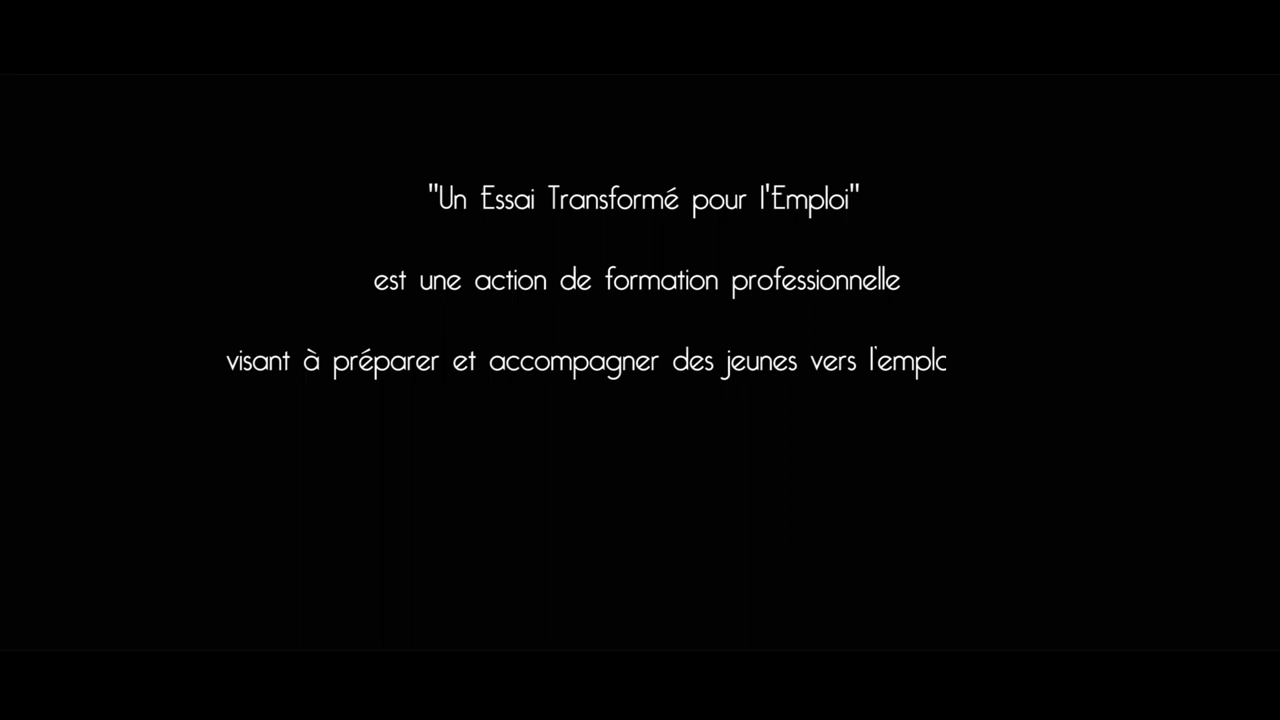 "Un Essai Transformé pour l'Emploi"
est une action de formation professionnelle
visant à préparer et accompagner des jeunes vers